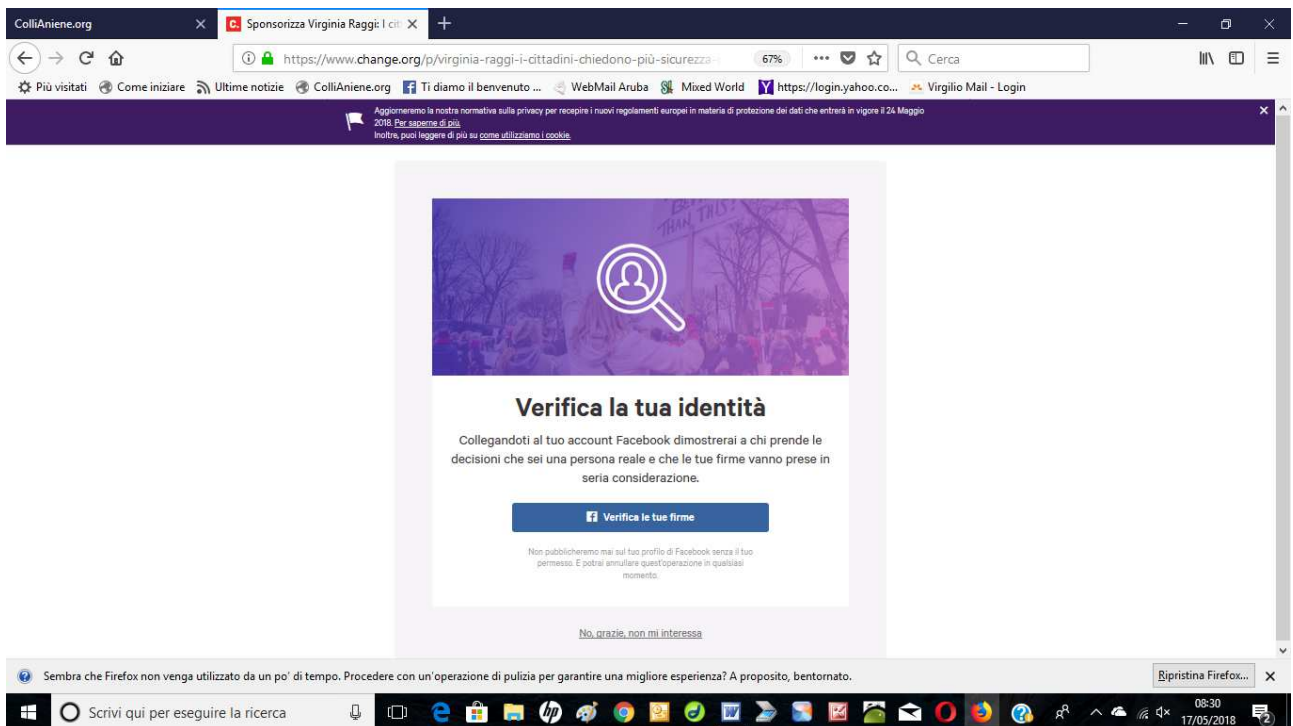 ColliAniene.org
Sponsorizza Virginia Raggi: I cit
https://www.change.org/p/virginia-raggi-i-cittadini-chiedono-più-sicurezza-
67%
Cerca
Più visitati Come iniziare Ultime notizie ColliAniene.org Ti diamo il benvenuto ... WebMail Aruba Mixed World https://login.yahoo.co... Virgilio Mail - Login
Aggiorneremo la nostra normativa sulla privacy per recepire i nuovi regolamenti europei in materia di protezione dei dati che entrerà in vigore il 24 Maggio
2018. Per saperne di più.
Inoltre, puoi leggere di più su come utilizziamo i cookie.
THAN THIS!
Verifica la tua identità
Collegandoti al tuo account Facebook dimostrerai a chi prende le
decisioni che sei una persona reale e che le tue firme vanno prese in
seria considerazione.
Verifica le tue firme
Non pubblicheremo mai sul tuo profilo di Facebook senza il tuo
permesso. E potrai annullare quest'operazione in qualsiasi
momento.
No, grazie, non mi interessa
Sembra che Firefox non venga utilizzato da un po' di tempo. Procedere con un'operazione di pulizia per garantire una migliore esperienza? A proposito, bentornato.
Ripristina Firefox...
Scrivi qui per eseguire la ricerca
08:30
17/05/2018